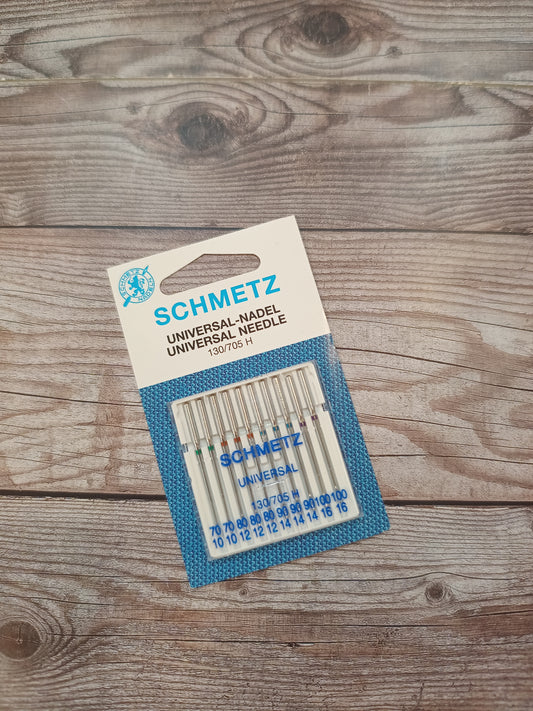 SCHMETZ
SCHMETZ
UNIVERSAL-NADEL
UNIVERSAL NEEDLE
130/705 H
SCHMETZ
UNIVERSAL
130/705 H
70 70 80 80 80 90 90 90 100 100
10 10 12 12 12 14 14 14 16 16